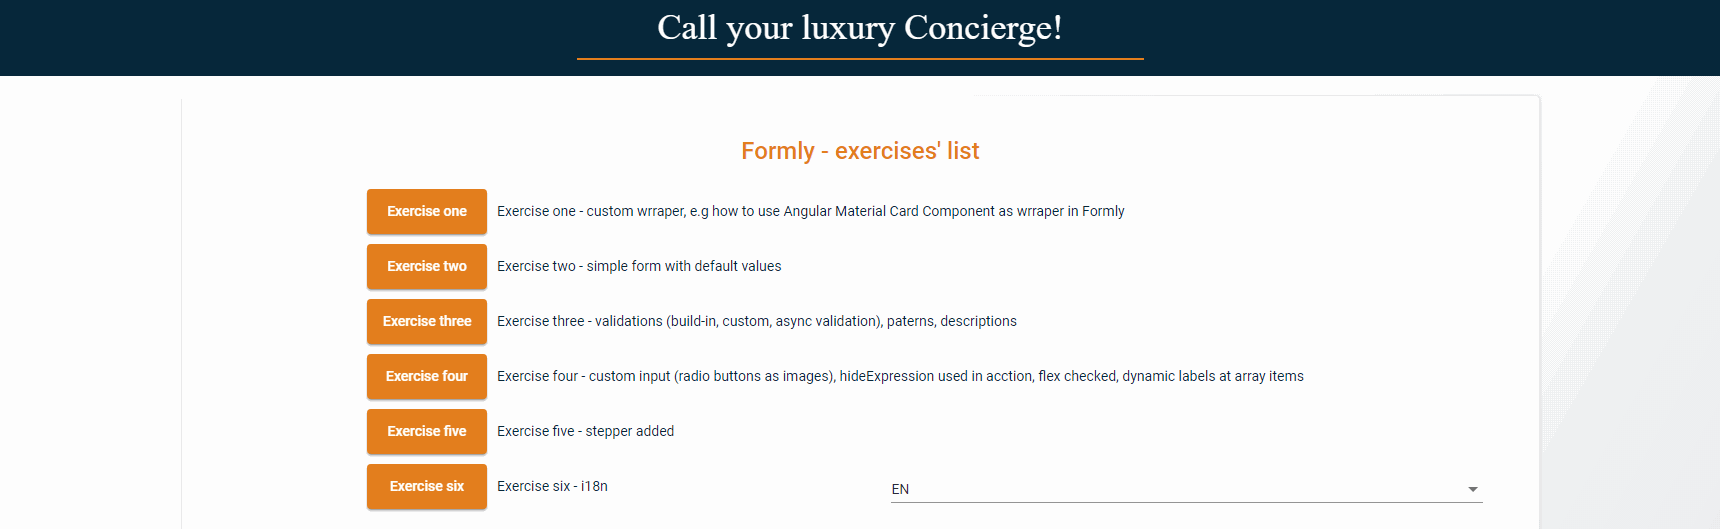 Call your luxury Concierge!
Formly - exercises' list
Exercise one Exercise one - custom wrraper, e.g how to use Angular Material Card Component as wrraper in Formly
Exercise two Exercise two - simple form with default values
Exercise three Exercise three - validations (build-in, custom, async validation), paterns, descriptions
Exercise four Exercise four - custom input (radio buttons as images), hideExpression used in acction, flex checked, dynamic labels at array items
Exercise five Exercise five - stepper added
Exercise six Exercise six - i18n EN